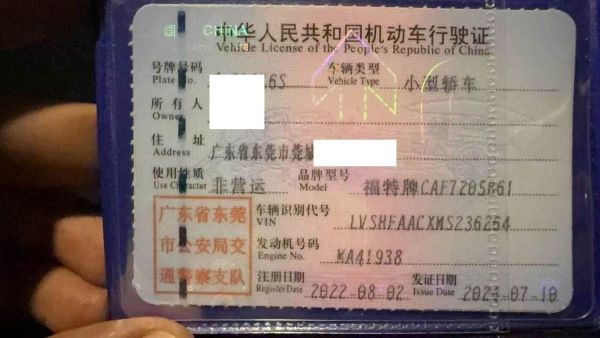 CHINA
中华人民共和国机动车行驶证
Vehicle License of the People's Republic of China
号牌号码 6S 车辆类型 小型轿车
Plate No. Vehicle Type
所有人
Owner
住址 广东省东莞市莞城
Address
使用性质 非营运 品牌型号 福特牌CAF7205B61
Use Character Model
广东省东莞
市公安局交
通警察支队
车辆识别代号 LVSHFAACXMS236254
VIN
发动机号码 MA41938
Engine No.
注册日期 2022-08-02 发证日期 2024-07-10
Register Date Issue Date